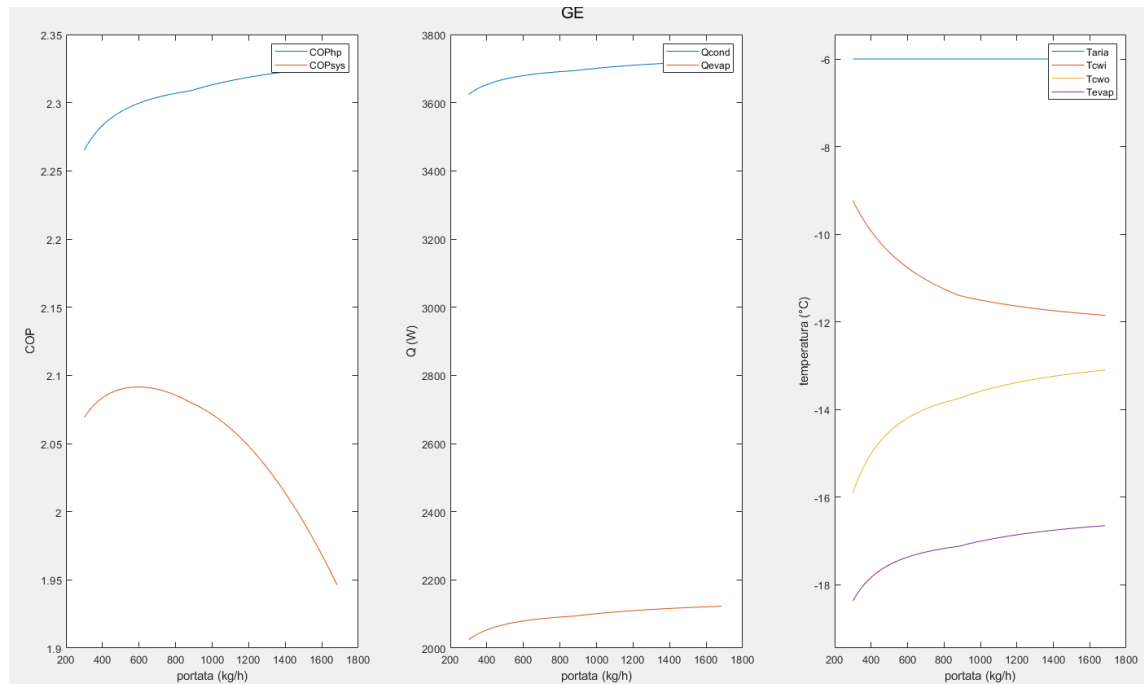 GE
COP
2.35
2.3
2.25
2.2
2.15
2.1
2.05
2
1.95
1.9
200 400 600 800 1000 1200 1400 1600 1800
portata (kg/h)
COPhp
COPsys
Q (W)
3800
3600
3400
3200
3000
2800
2600
2400
2200
2000
200 400 600 800 1000 1200 1400 1600 1800
portata (kg/h)
Qcond
Qevap
temperatura (°C)
-6
-8
-10
-12
-14
-16
-18
200 400 600 800 1000 1200 1400 1600 1800
portata (kg/h)
Taria
Tcwi
Tcwo
Tevap